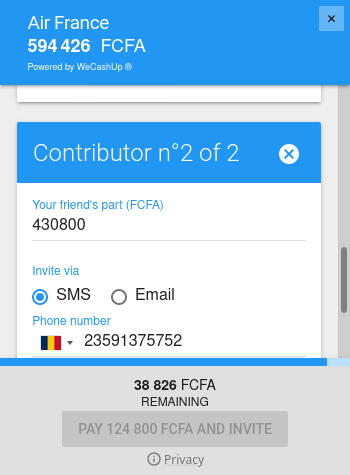 Air France
594 426 FCFA
Powered by WeCashUp ®
Contributor n°2 of 2
Your friend's part (FCFA)
430800
Invite via
SMS
Email
Phone number
23591375752
38 826 FCFA
REMAINING
PAY 124 800 FCFA AND INVITE
Privacy